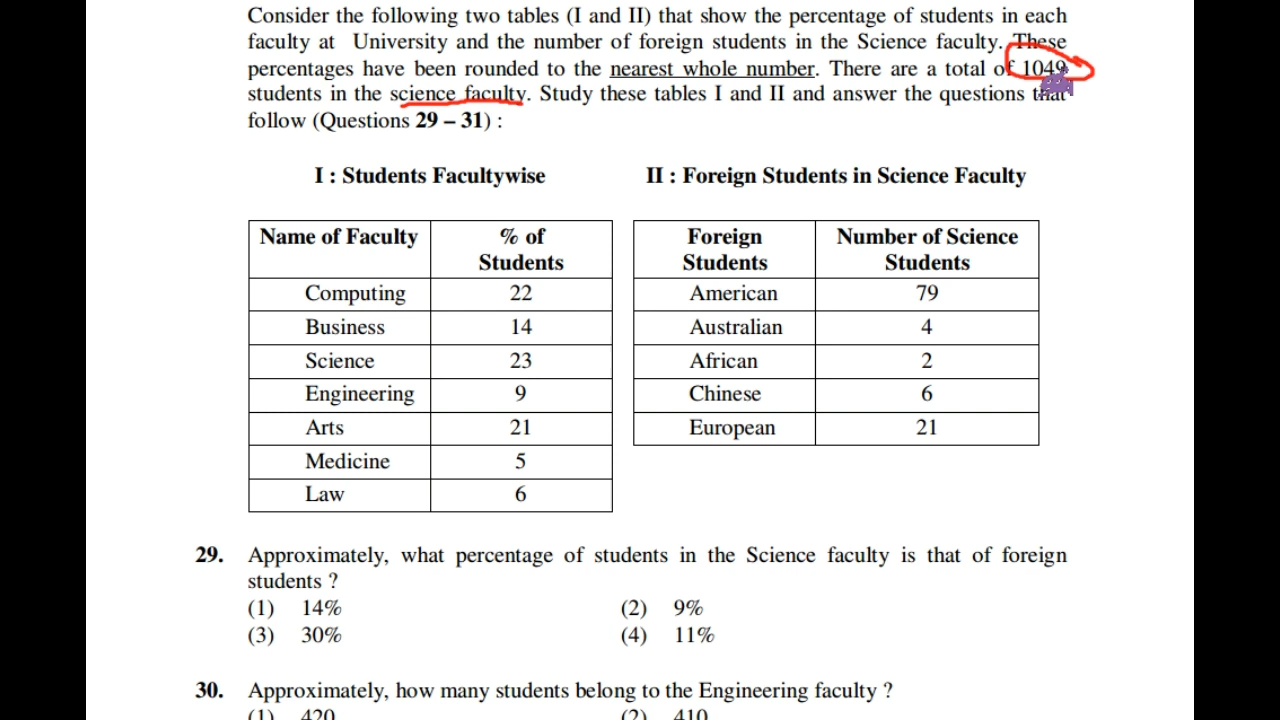 Consider the following two tables (I and II) that show the percentage of students in each
faculty at University and the number of foreign students in the Science faculty. These
percentages have been rounded to the nearest whole number. There are a total of 1049
students in the science faculty. Study these tables I and II and answer the questions that
follow (Questions 29 – 31) :
I : Students Facultywise
Name of Faculty % of Students
Computing 22
Business 14
Science 23
Engineering 9
Arts 21
Medicine 5
Law 6
II : Foreign Students in Science Faculty
Foreign Students Number of Science Students
American 79
Australian 4
African 2
Chinese 6
European 21
29. Approximately, what percentage of students in the Science faculty is that of foreign
students ?
(1) 14% (2) 9%
(3) 30% (4) 11%
30. Approximately, how many students belong to the Engineering faculty ?
(1) 420 (2) 410